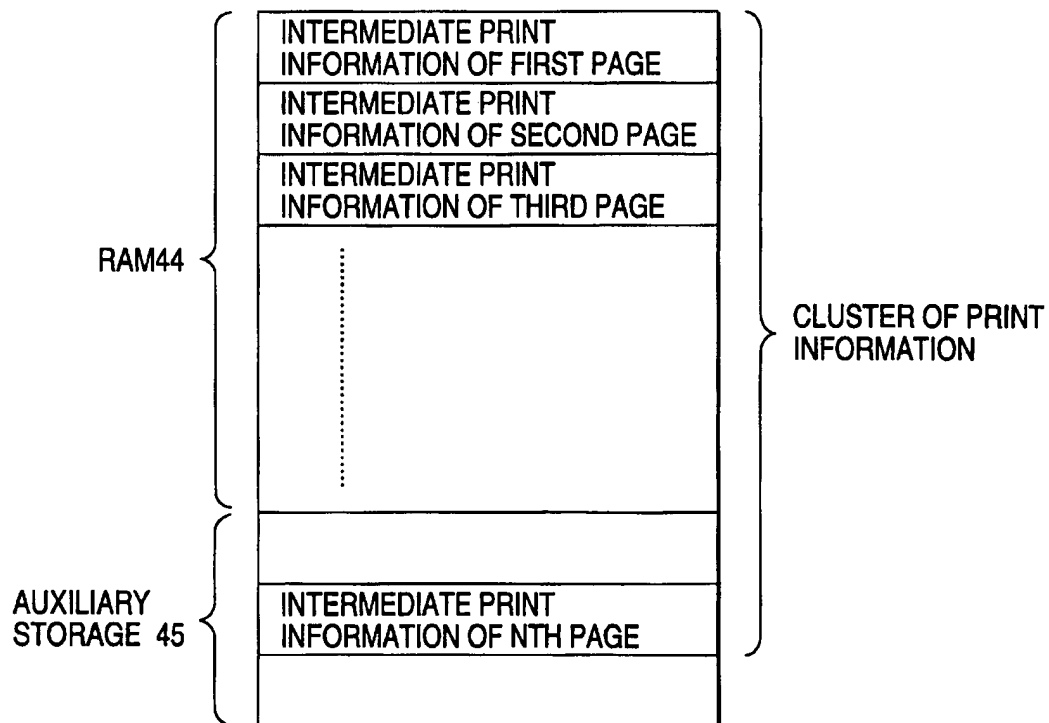 INTERMEDIATE PRINT
INFORMATION OF FIRST PAGE
INTERMEDIATE PRINT
INFORMATION OF SECOND PAGE
INTERMEDIATE PRINT
INFORMATION OF THIRD PAGE
RAM44
CLUSTER OF PRINT
INFORMATION
AUXILIARY
STORAGE 45
INTERMEDIATE PRINT
INFORMATION OF NTH PAGE